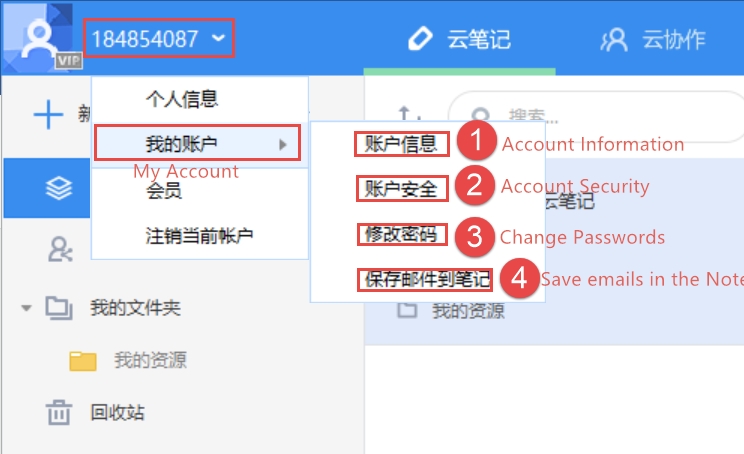 184854087
云笔记
云协作
VIP
个人信息
新
搜索...
我的账户
账户信息
1
Account Information
My Account
会员
账户安全
2
Account Security
云笔记
注销当前帐户
修改密码
3
Change Passwords
保存邮件到笔记
4
Save emails in the Note
我的文件夹
我的资源
我的资源
回收站